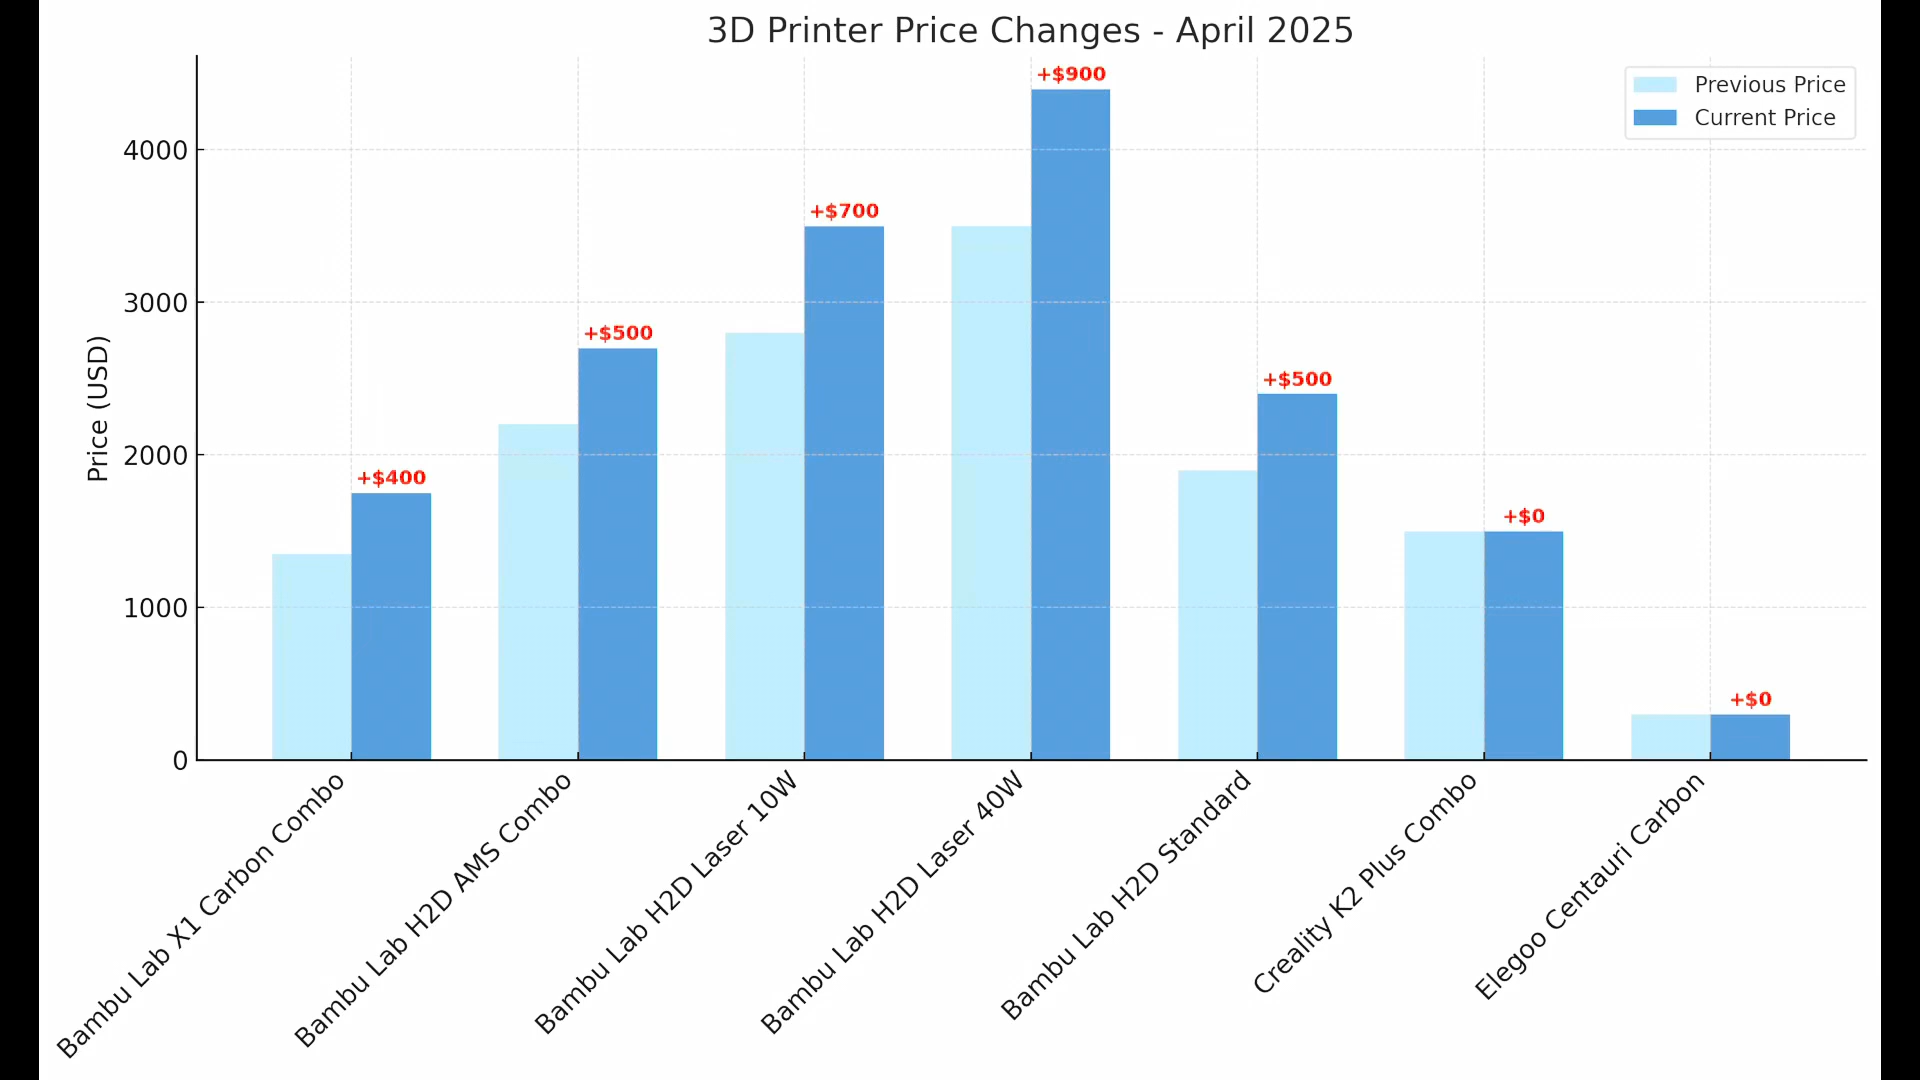 3D Printer Price Changes - April 2025
Previous Price
Current Price
Price (USD)
4000
3000
2000
1000
0
+$400
+$500
+$700
+$900
+$500
+$0
+$0
Bambu Lab X1 Carbon Combo
Bambu Lab H2D AMS Combo
Bambu Lab H2D Laser 10W
Bambu Lab H2D Laser 40W
Bambu Lab H2D Standard
Creality K2 Plus Combo
Elegoo Centauri Carbon